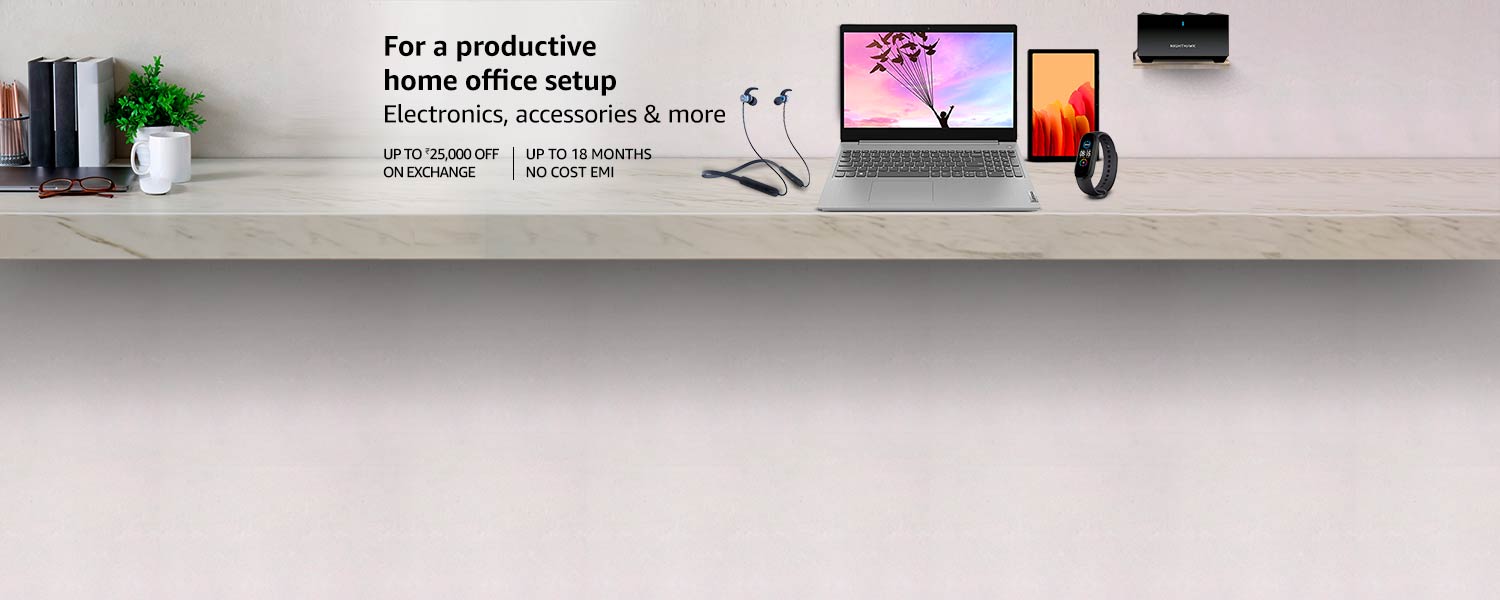 For a productive
home office setup
Electronics, accessories & more
UP TO ₹25,000 OFF
ON EXCHANGE
UP TO 18 MONTHS
NO COST EMI
NIGHTHAWK